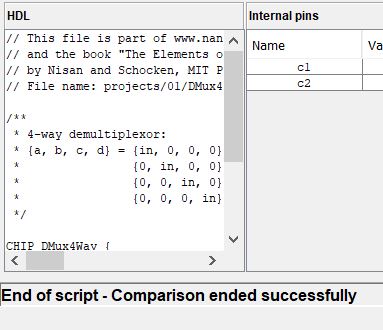 HDL
Internal pins
// This file is part of www.nan
// and the book "The Elements o
// by Nisan and Schocken, MIT P
// File name: projects/01/DMux4
/**
* 4-way demultiplexor:
* {a, b, c, d} = {in, 0, 0, 0}
* {0, in, 0, 0}
* {0, 0, in, 0}
* {0, 0, 0, in}
*/
CHIP DMux4Way {
Name Va
c1
c2
End of script - Comparison ended successfully